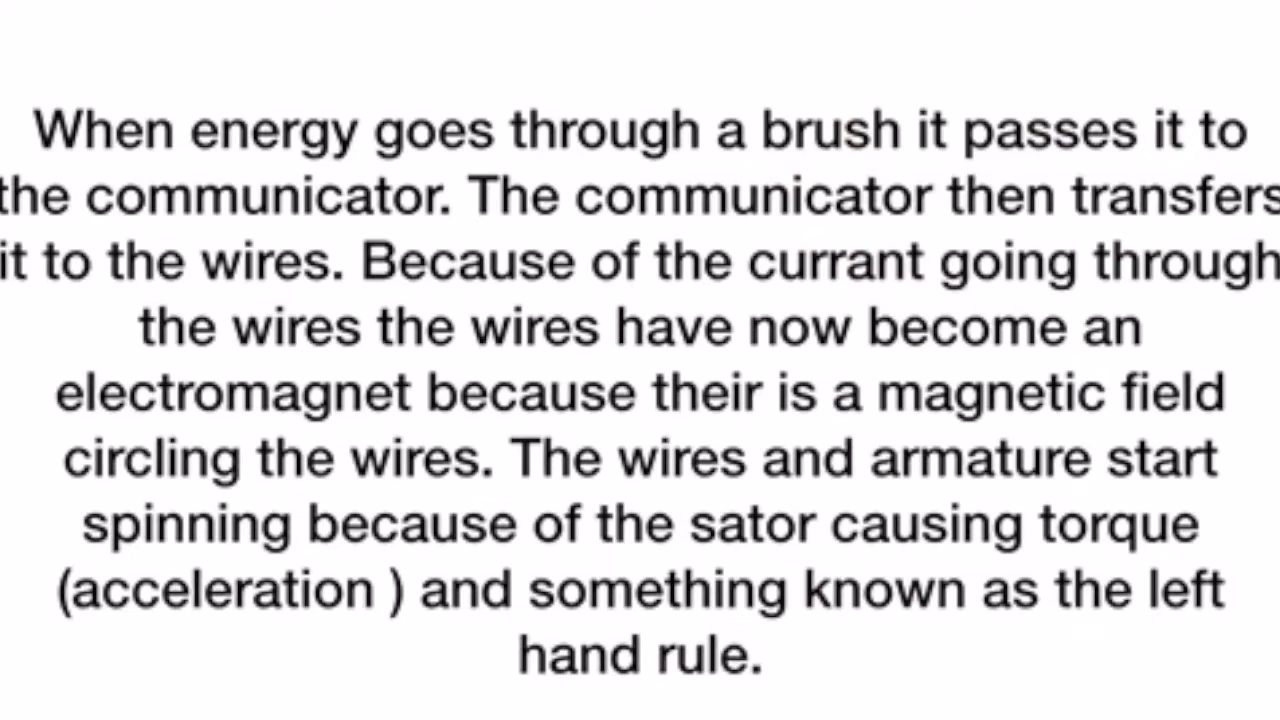 When energy goes through a brush it passes it to
the communicator. The communicator then transfers
it to the wires. Because of the currant going through
the wires the wires have now become an
electromagnet because their is a magnetic field
circling the wires. The wires and armature start
spinning because of the sator causing torque
(acceleration ) and something known as the left
hand rule.